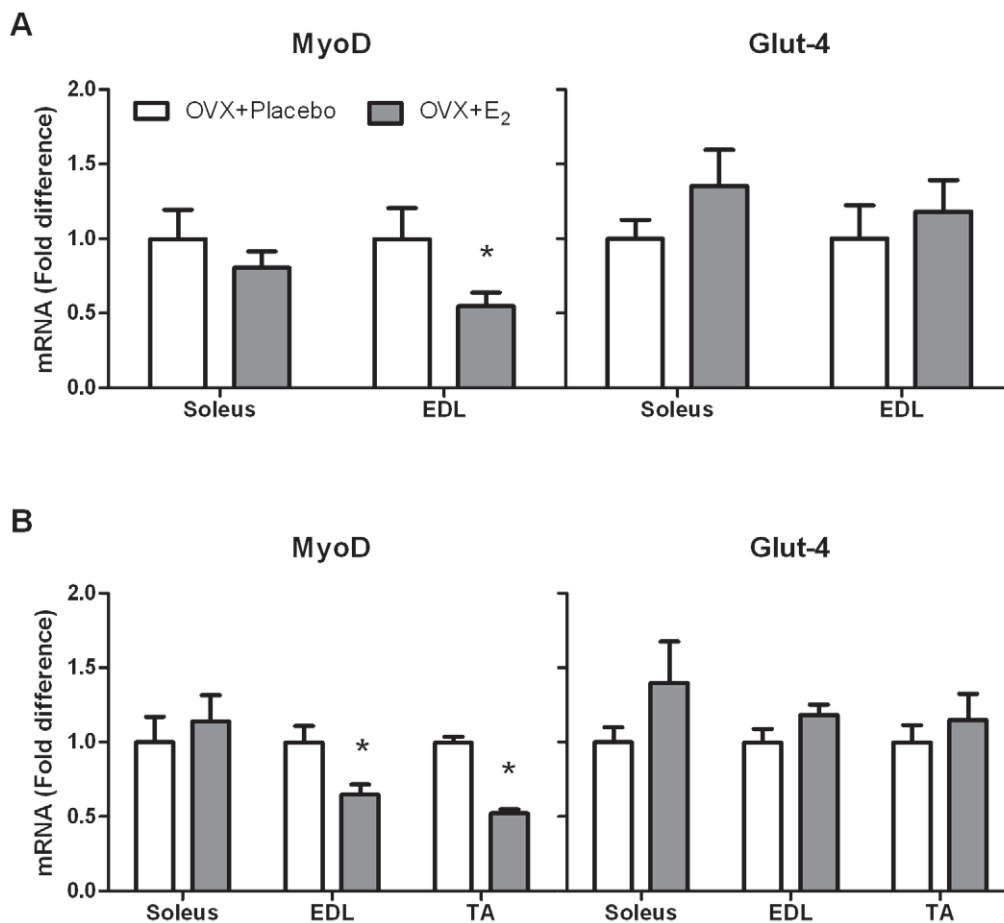 A
MyoD
Glut-4
mRNA (Fold difference)
2.0
1.5
1.0
0.5
0.0
OVX+Placebo
OVX+E₂
*
Soleus
EDL
Soleus
EDL
B
MyoD
Glut-4
mRNA (Fold difference)
2.0
1.5
1.0
0.5
0.0
*
*
Soleus
EDL
TA
Soleus
EDL
TA